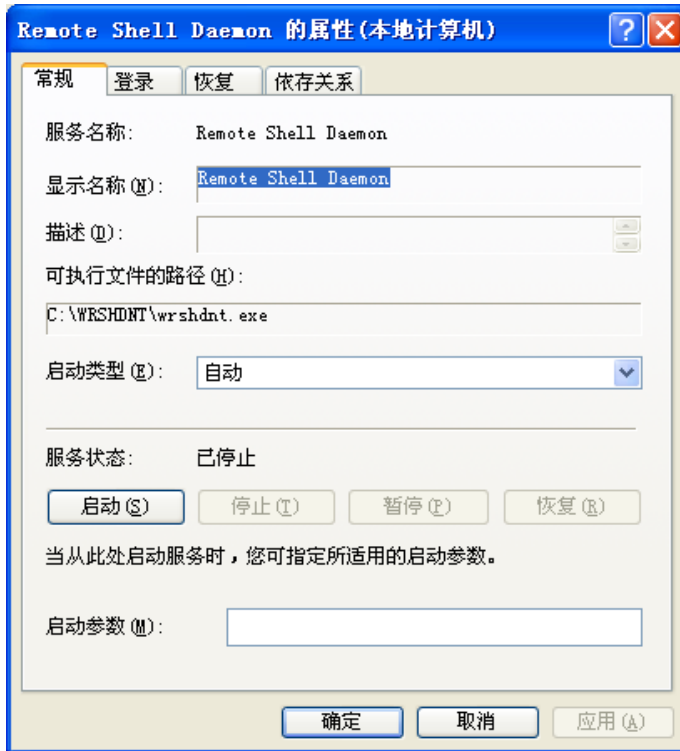 Remote Shell Daemon 的属性(本地计算机)
常规 登录 恢复 依存关系
服务名称: Remote Shell Daemon
显示名称(N): Remote Shell Daemon
描述(D):
可执行文件的路径(H):
C:\WRSHDNT\wrshdnt.exe
启动类型(E): 自动
服务状态: 已停止
启动(S) 停止(T) 暂停(P) 恢复(R)
当从此处启动服务时,您可指定所适用的启动参数。
启动参数(M):
确定 取消 应用(A)